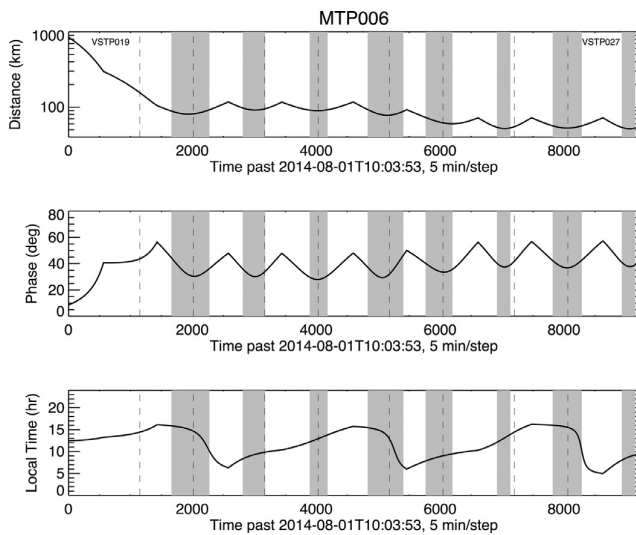 MTP006
1000
VSTP019
VSTP027
100
Distance (km)
0 2000 4000 6000 8000
Time past 2014-08-01T10:03:53, 5 min/step
80
60
40
20
0
Phase (deg)
0 2000 4000 6000 8000
Time past 2014-08-01T10:03:53, 5 min/step
20
15
10
5
0
Local Time (hr)
0 2000 4000 6000 8000
Time past 2014-08-01T10:03:53, 5 min/step